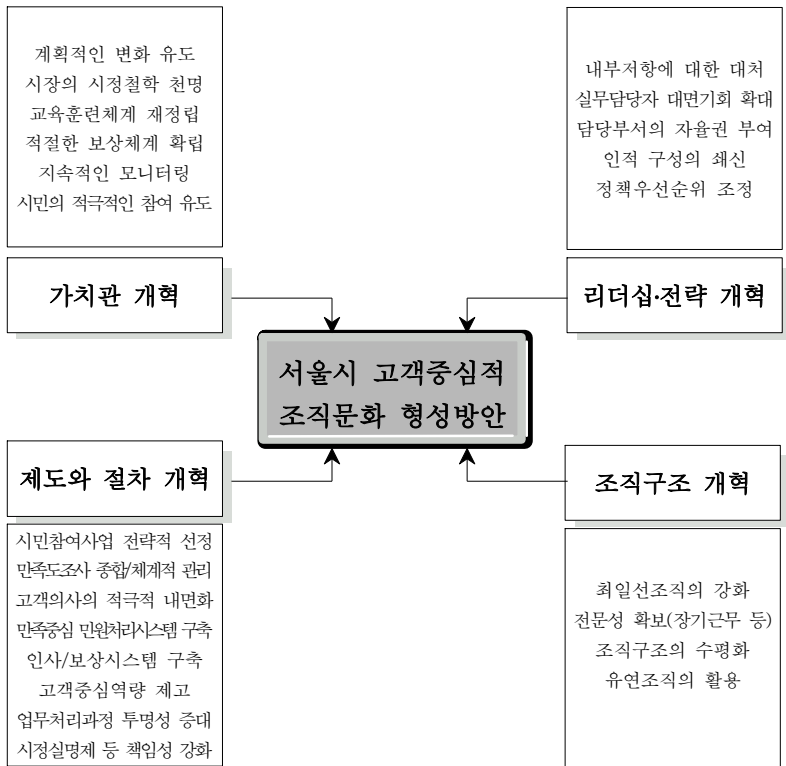 계획적인 변화 유도
시장의 시정철학 천명
교육훈련체계 재정립
적절한 보상체계 확립
지속적인 모니터링
시민의 적극적인 참여 유도
가치관 개혁
내부저항에 대한 대처
실무담당자 대면기회 확대
담당부서의 자율권 부여
인적 구성의 쇄신
정책우선순위 조정
리더십·전략 개혁
서울시 고객중심적
조직문화 형성방안
제도와 절차 개혁
시민참여사업 전략적 선정
만족도조사 종합/체계적 관리
고객의사의 적극적 내면화
만족중심 민원처리시스템 구축
인사/보상시스템 구축
고객중심역량 제고
업무처리과정 투명성 증대
시정실명제 등 책임성 강화
조직구조 개혁
최일선조직의 강화
전문성 확보(장기근무 등)
조직구조의 수평화
유연조직의 활용